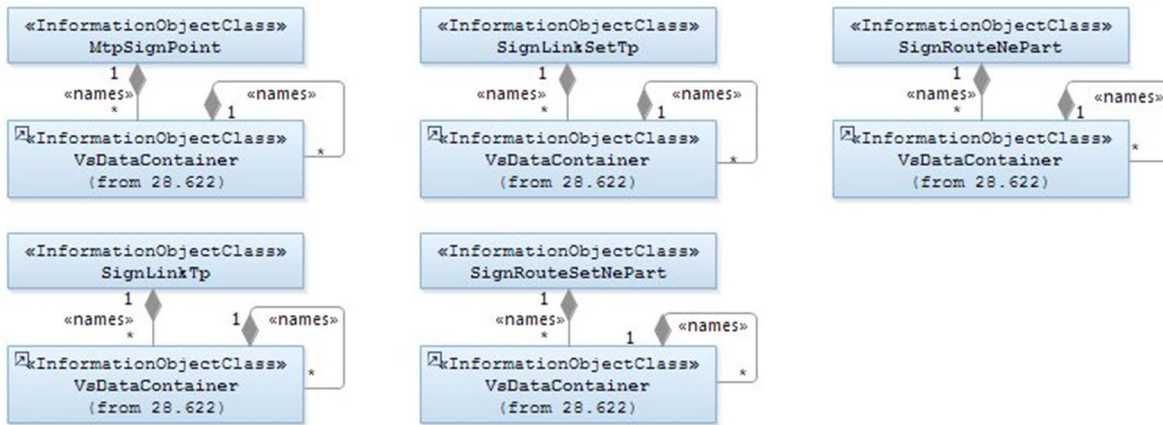 «InformationObjectClass»
MtpSignPoint
1
«names»
*
«names»
1
*
«InformationObjectClass»
VsDataContainer
(from 28.622)
«InformationObjectClass»
SignLinkSetTp
1
«names»
*
«names»
1
*
«InformationObjectClass»
VsDataContainer
(from 28.622)
«InformationObjectClass»
SignRouteNePart
1
«names»
*
«names»
1
*
«InformationObjectClass»
VsDataContainer
(from 28.622)
«InformationObjectClass»
SignLinkTp
1
«names»
*
1
«names»
*
«InformationObjectClass»
VsDataContainer
(from 28.622)
«InformationObjectClass»
SignRouteSetNePart
1
«names»
*
1
«names»
*
«InformationObjectClass»
VsDataContainer
(from 28.622)